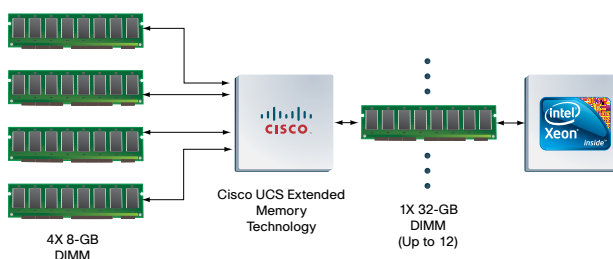 CISCO
intel
Xeon
inside™
4X 8-GB
DIMM
Cisco UCS Extended
Memory
Technology
1X 32-GB
DIMM
(Up to 12)